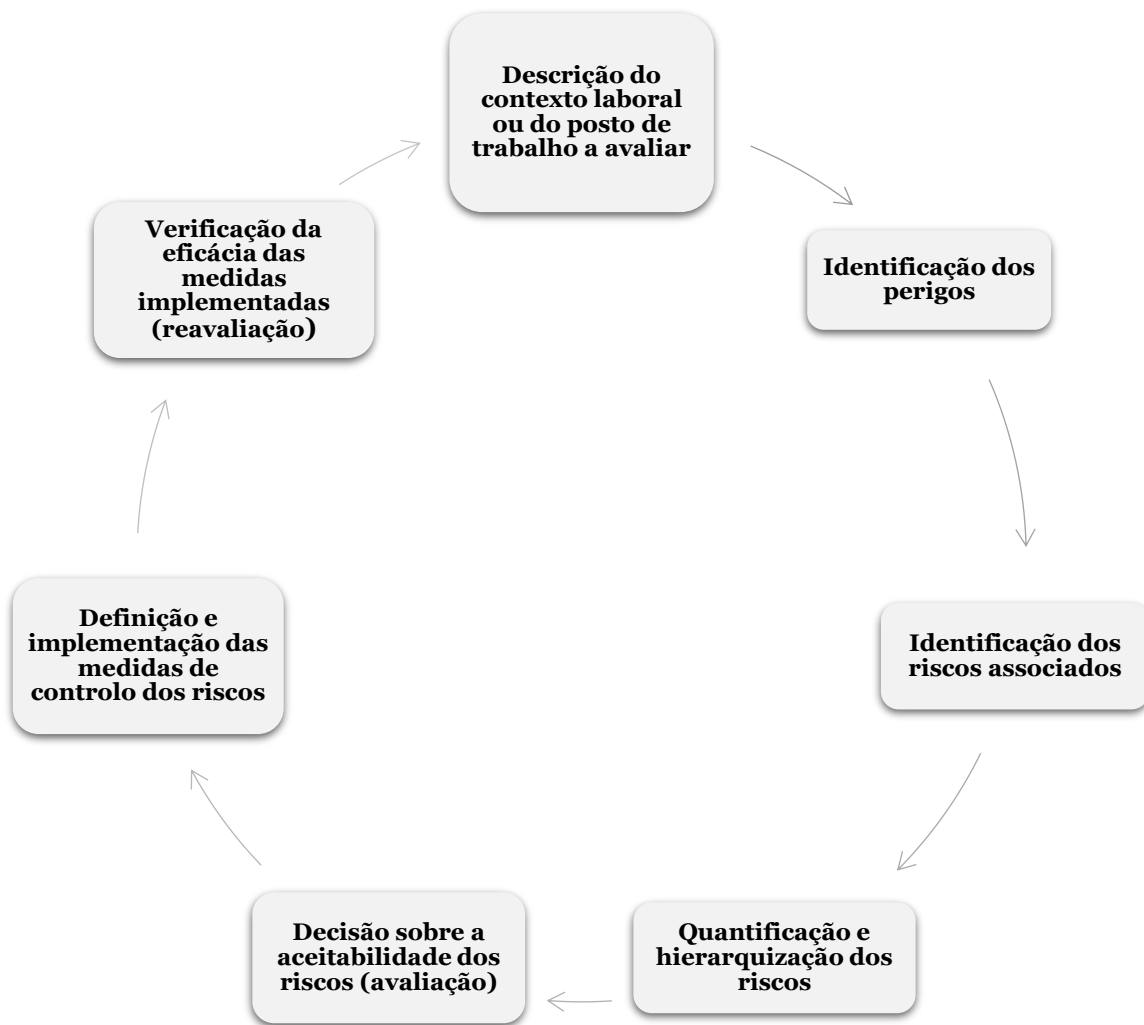 Descrição do
contexto laboral
ou do posto de
trabalho a avaliar
Identificação dos
perigos
Identificação dos
riscos associados
Quantificação e
hierarquização dos
riscos
Decisão sobre a
aceitabilidade dos
riscos (avaliação)
Definição e
implementação das
medidas de
controlo dos riscos
Verificação da
eficácia das
medidas
implementadas
(reavaliação)